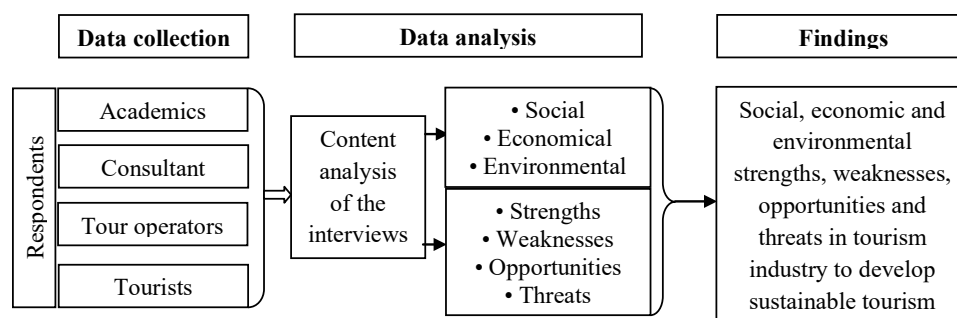 Data collection
Data analysis
Findings
Respondents
Academics
Consultant
Tour operators
Tourists
Content
analysis
of the
interviews
• Social
• Economical
• Environmental
• Strengths
• Weaknesses
• Opportunities
• Threats
Social, economic and
environmental
strengths, weaknesses,
opportunities and
threats in tourism
industry to develop
sustainable tourism